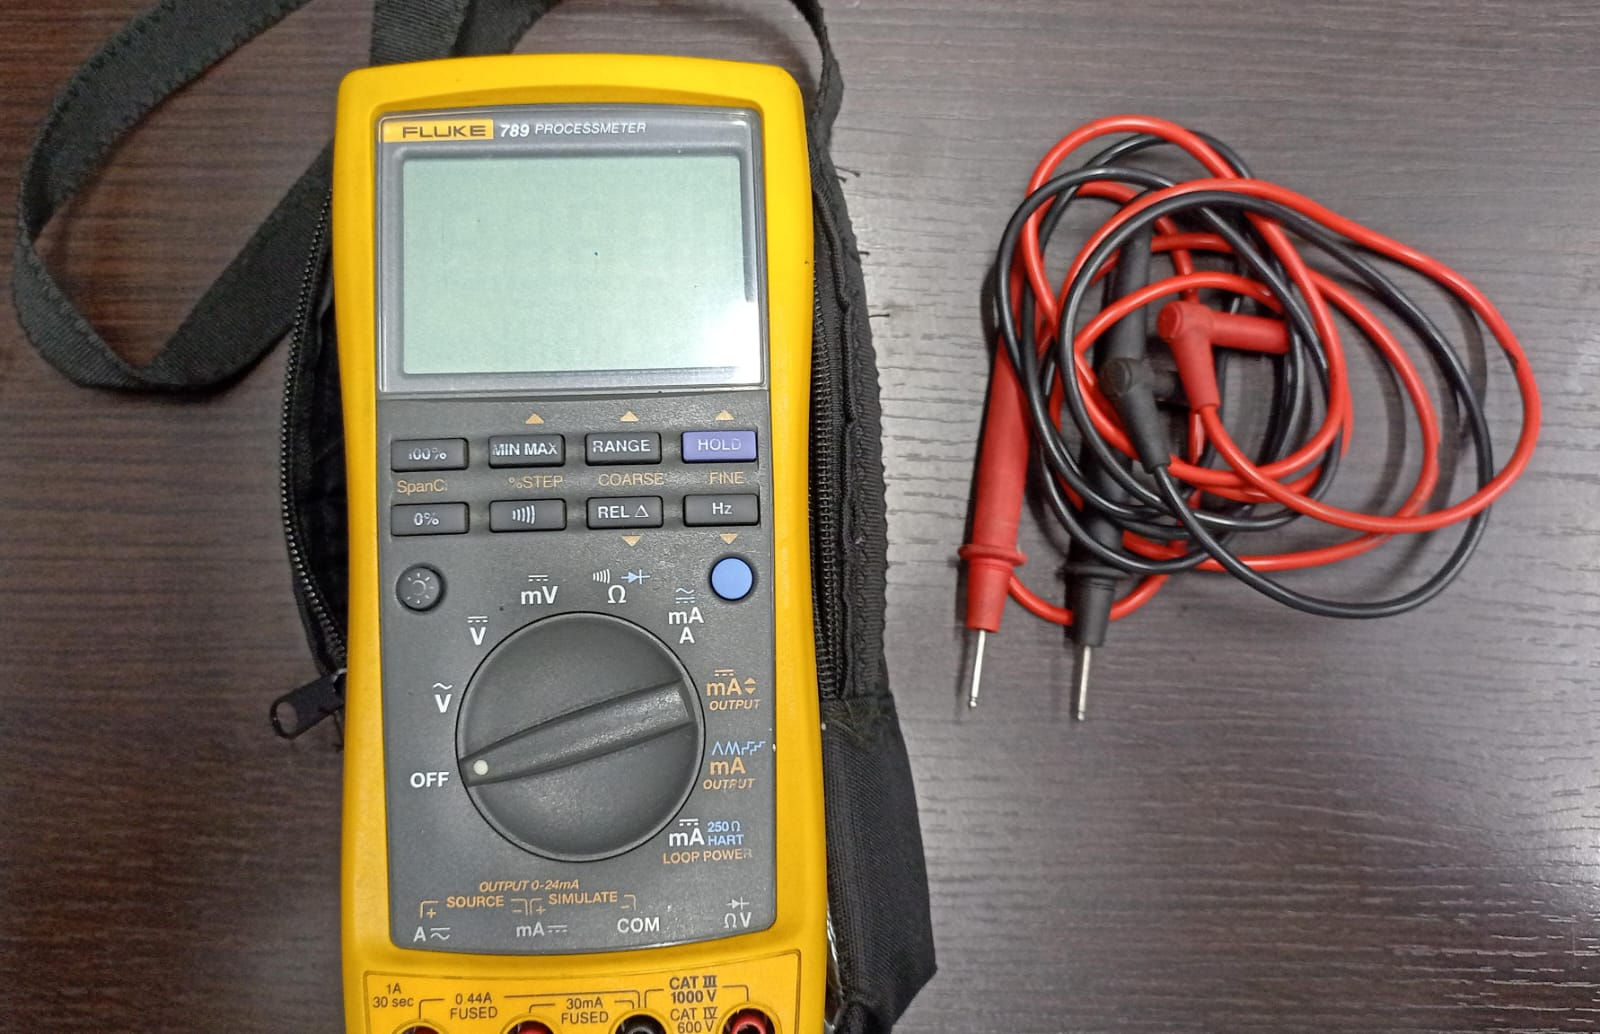 FLUKE 789 PROCESSMETER
100% MIN MAX RANGE HOLD
SpanC %STEP COARSE FINE
0% REL Δ Hz
mV Ω mA
A
V
V
mA
OUTPUT
OFF
mA
OUTPUT
mA 250Ω
HART
LOOP POWER
OUTPUT 0-24mA
SOURCE SIMULATE
+ − + −
A mA COM ΩV
1A
30 sec
0.44A
FUSED
30mA
FUSED
CAT III
1000 V
CAT IV
600 V